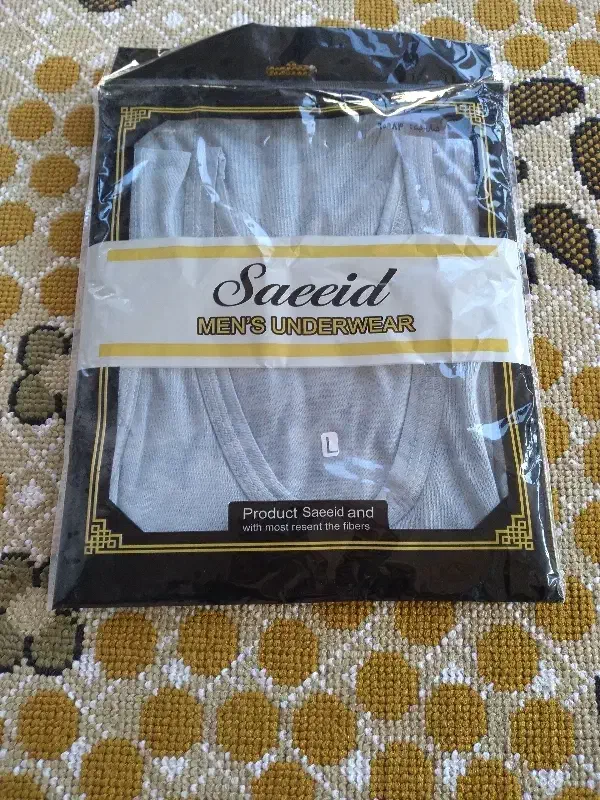 Saeeid
MEN'S UNDERWEAR
L
Product Saeeid and
with most resent the fibers